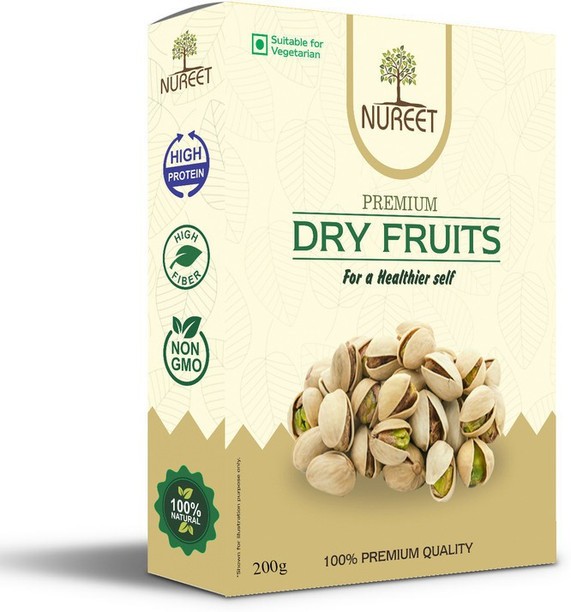 NUREET
HIGH
PROTEIN
HIGH
FIBER
NON
GMO
100%
NATURAL
Suitable for
Vegetarian
NUREET
PREMIUM
DRY FRUITS
For a Healthier self
*Shown for illustration purpose only.
200g
100% PREMIUM QUALITY